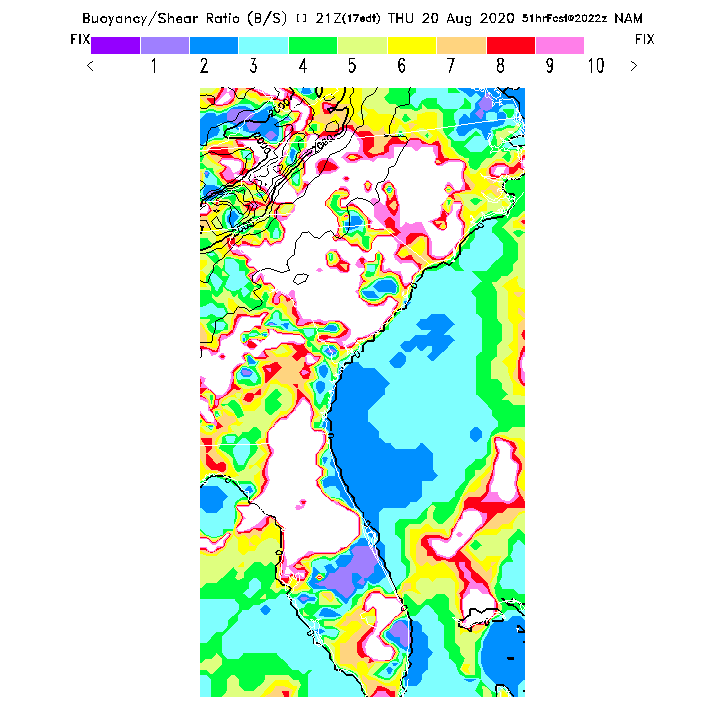 Buoyancy/Shear Ratio (B/S) [] 21Z(17edt) THU 20 Aug 2020 51hrFcst@2022z NAM
FIX FIX
< 1 2 3 4 5 6 7 8 9 10 >